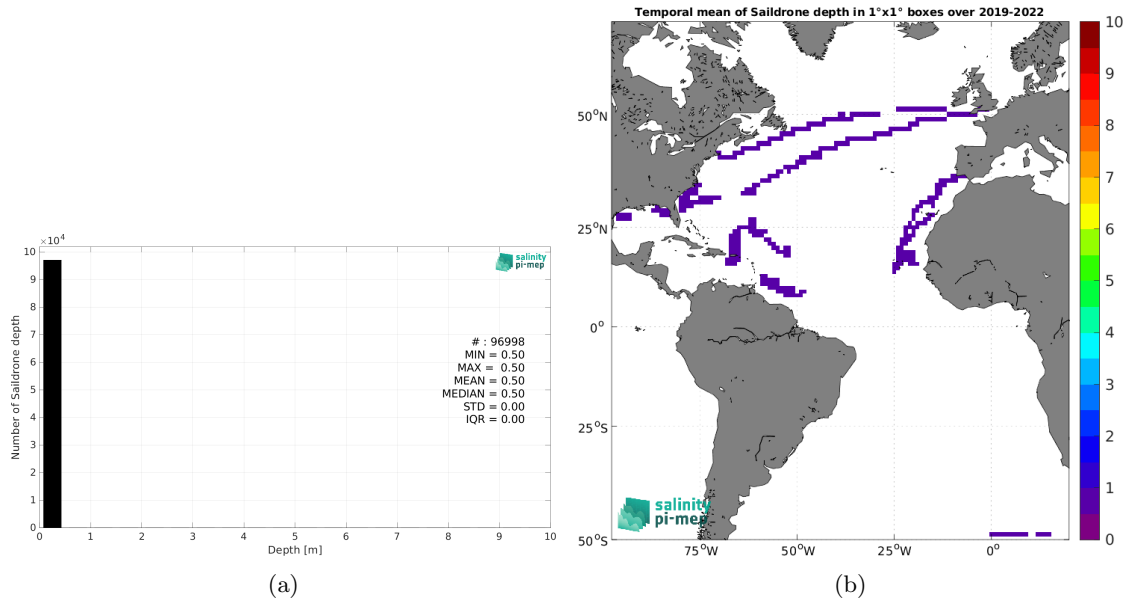 ×10⁴
10
9
8
7
6
5
4
3
2
1
0
Number of Saildrone depth
salinity
pi-mep
# : 96998
MIN = 0.50
MAX = 0.50
MEAN = 0.50
MEDIAN = 0.50
STD = 0.00
IQR = 0.00
0 1 2 3 4 5 6 7 8 9 10
Depth [m]
(a)
Temporal mean of Saildrone depth in 1°x1° boxes over 2019-2022
50°N
25°N
0°
25°S
50°S
salinity
pi-mep
75°W 50°W 25°W 0°
10
9
8
7
6
5
4
3
2
1
0
(b)